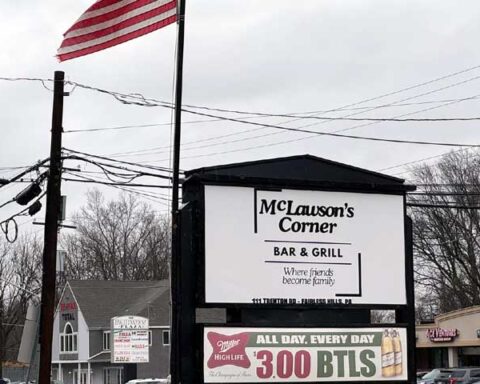 McLawson's
Corner
BAR & GRILL
Where friends
become family
111 TRENTON RD - FAIRLESS HILLS, PA
Miller
HIGH LIFE
ALL DAY, EVERY DAY
$3.00 BTLS
TOTAL